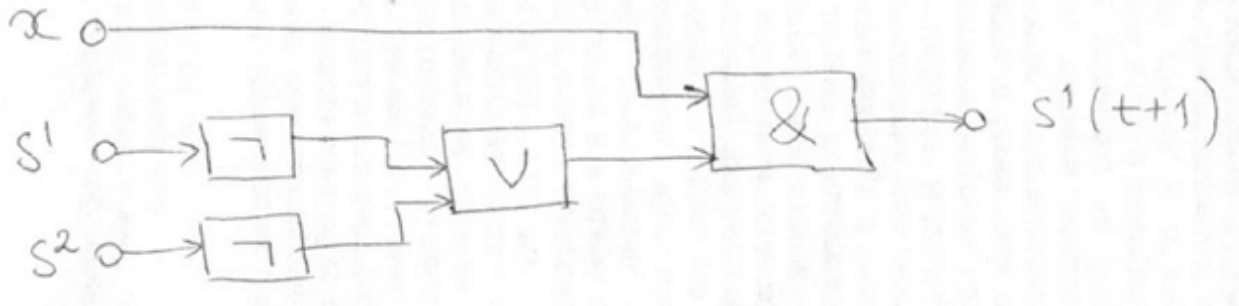 x
&
s¹(t+1)
s¹
¬
∨
s²
¬